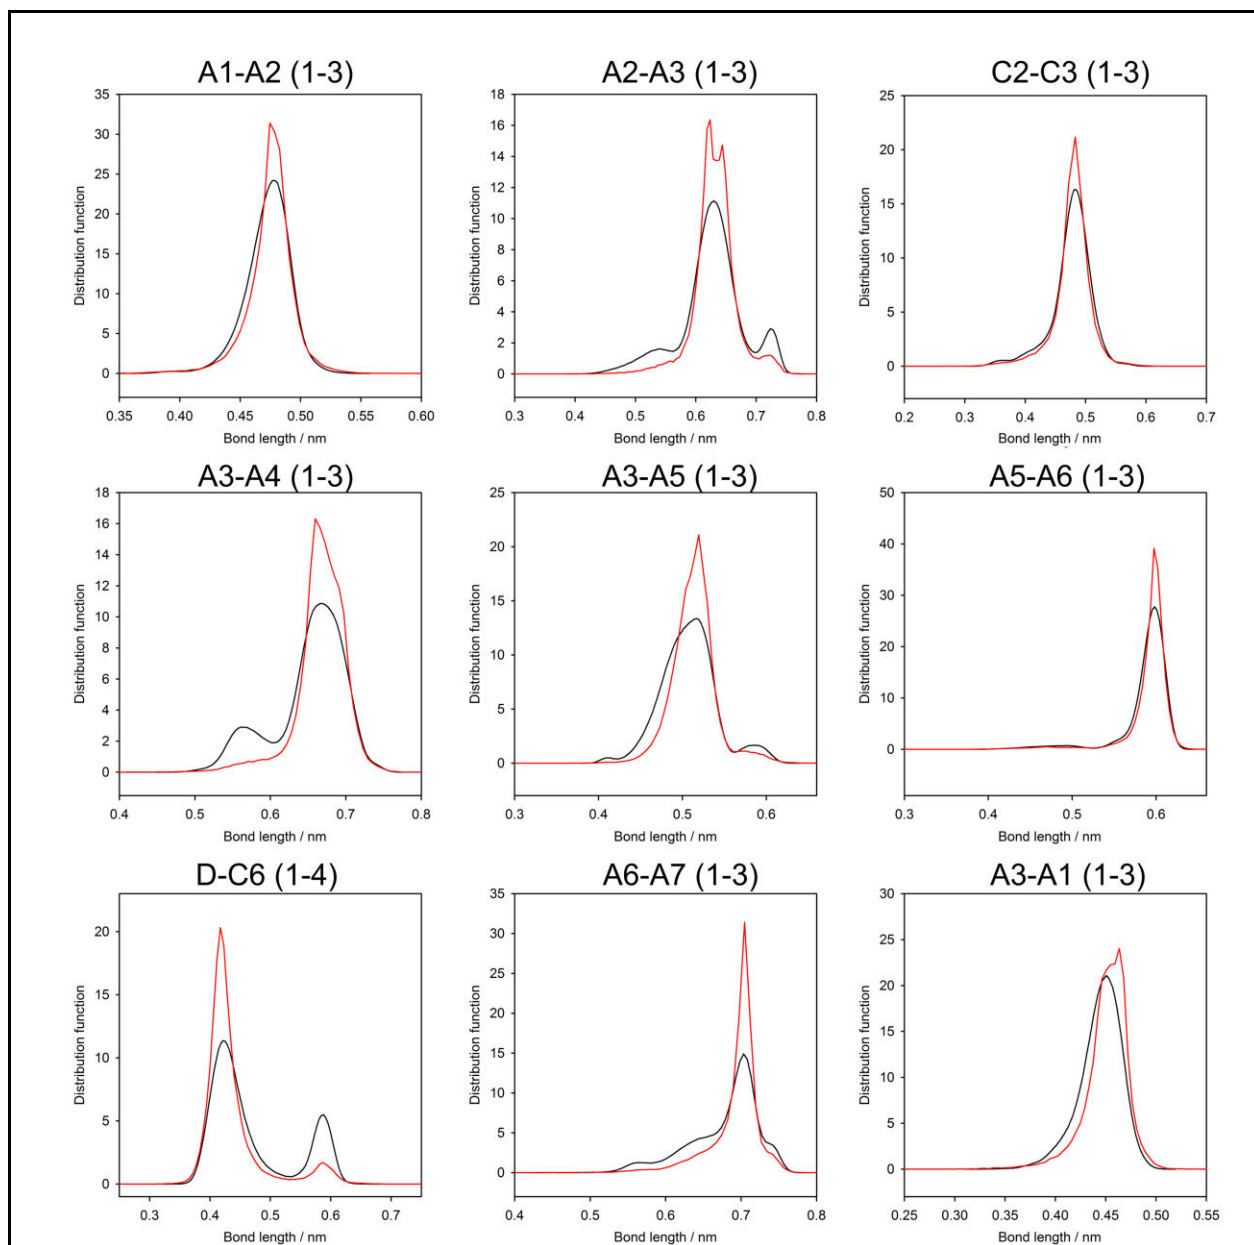 A1-A2 (1-3)
35
30
25
20
15
10
5
0
Distribution function
0.35 0.40 0.45 0.50 0.55 0.60
Bond length / nm
A2-A3 (1-3)
18
16
14
12
10
8
6
4
2
0
Distribution function
0.3 0.4 0.5 0.6 0.7 0.8
Bond length / nm
C2-C3 (1-3)
25
20
15
10
5
0
Distribution function
0.2 0.3 0.4 0.5 0.6 0.7
Bond length / nm
A3-A4 (1-3)
18
16
14
12
10
8
6
4
2
0
Distribution function
0.4 0.5 0.6 0.7 0.8
Bond length / nm
A3-A5 (1-3)
25
20
15
10
5
0
Distribution function
0.3 0.4 0.5 0.6
Bond length / nm
A5-A6 (1-3)
50
40
30
20
10
0
Distribution function
0.3 0.4 0.5 0.6
Bond length / nm
D-C6 (1-4)
20
15
10
5
0
Distribution function
0.3 0.4 0.5 0.6 0.7
Bond length / nm
A6-A7 (1-3)
35
30
25
20
15
10
5
0
Distribution function
0.4 0.5 0.6 0.7 0.8
Bond length / nm
A3-A1 (1-3)
30
25
20
15
10
5
0
Distribution function
0.25 0.30 0.35 0.40 0.45 0.50 0.55
Bond length / nm